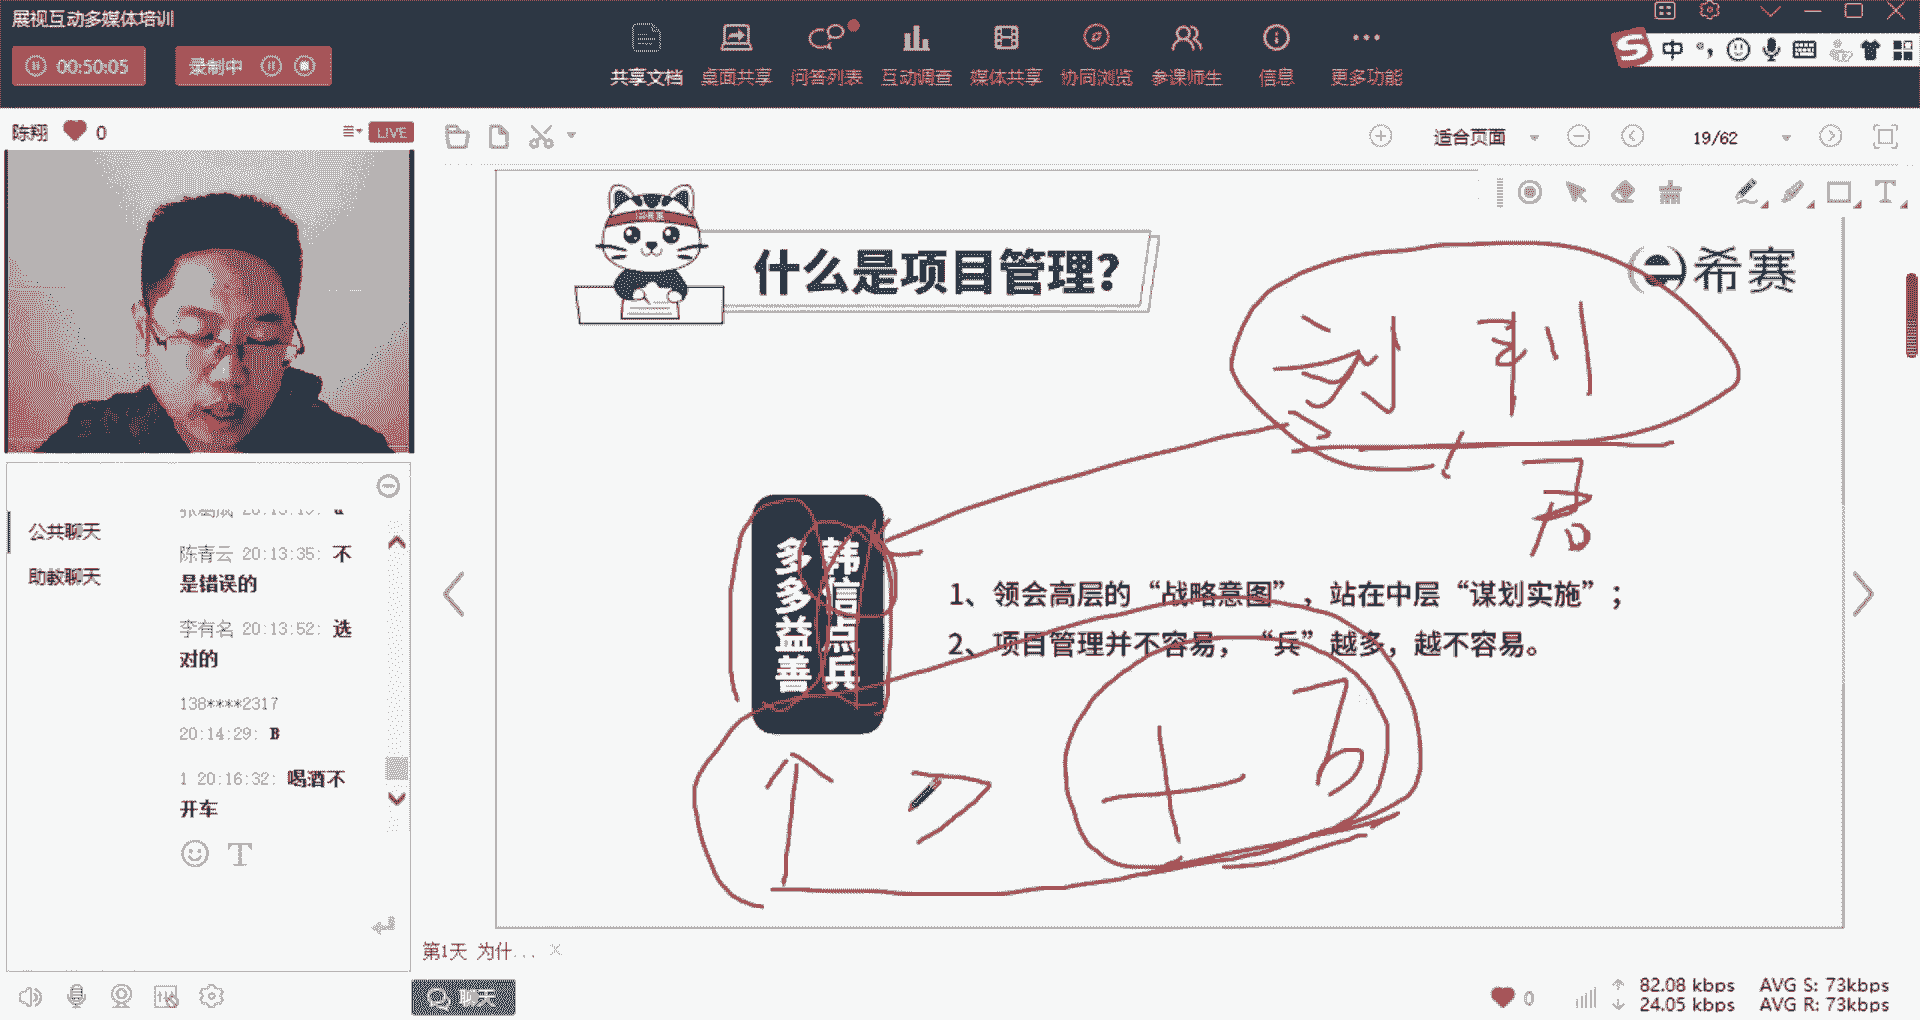 展视互动多媒体培训
00:50:05
录制中
共享文档
桌面共享
问答列表
互动调查
媒体共享
协同浏览
参课师生
信息
更多功能
中
陈翔
0
LIVE
适合页面
19/62
什么是项目管理？
希赛
韩信点兵
多多益善
1、领会高层的“战略意图”，站在中层“谋划实施”；
2、项目管理并不容易，“兵”越多，越不容易。
公共聊天
助教聊天
陈青云 20:13:35: 不
是错误的
李有名 20:13:52: 选
对的
138****2317
20:14:29: B
1 20:16:32: 喝酒不
开车
第1天 为什...
聊天
0
82.08 kbps
24.05 kbps
AVG S: 73kbps
AVG R: 73kbps